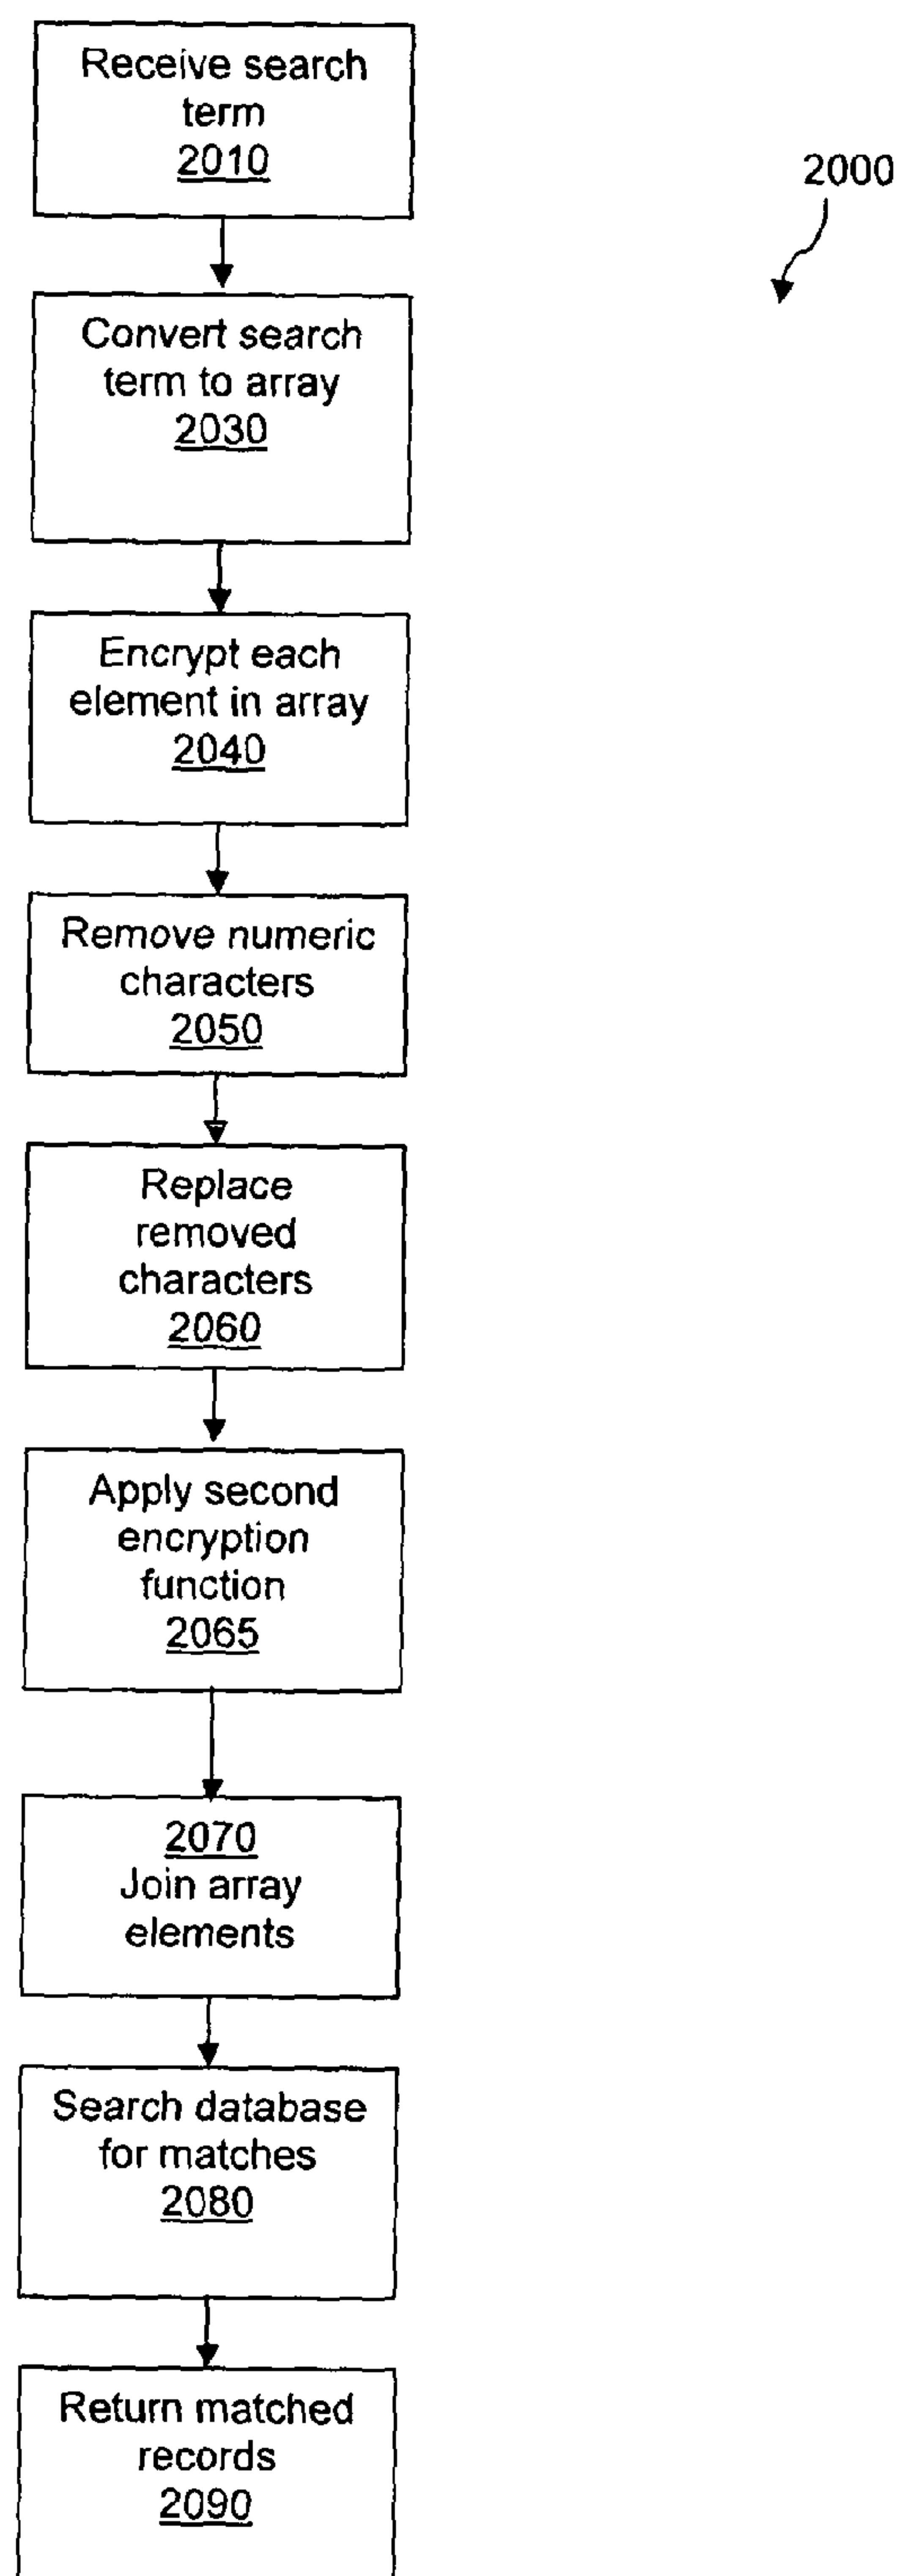 Receive search
term
2010
2000
Convert search
term to array
2030
Encrypt each
element in array
2040
Remove numeric
characters
2050
Replace
removed
characters
2060
Apply second
encryption
function
2065
2070
Join array
elements
Search database
for matches
2080
Return matched
records
2090